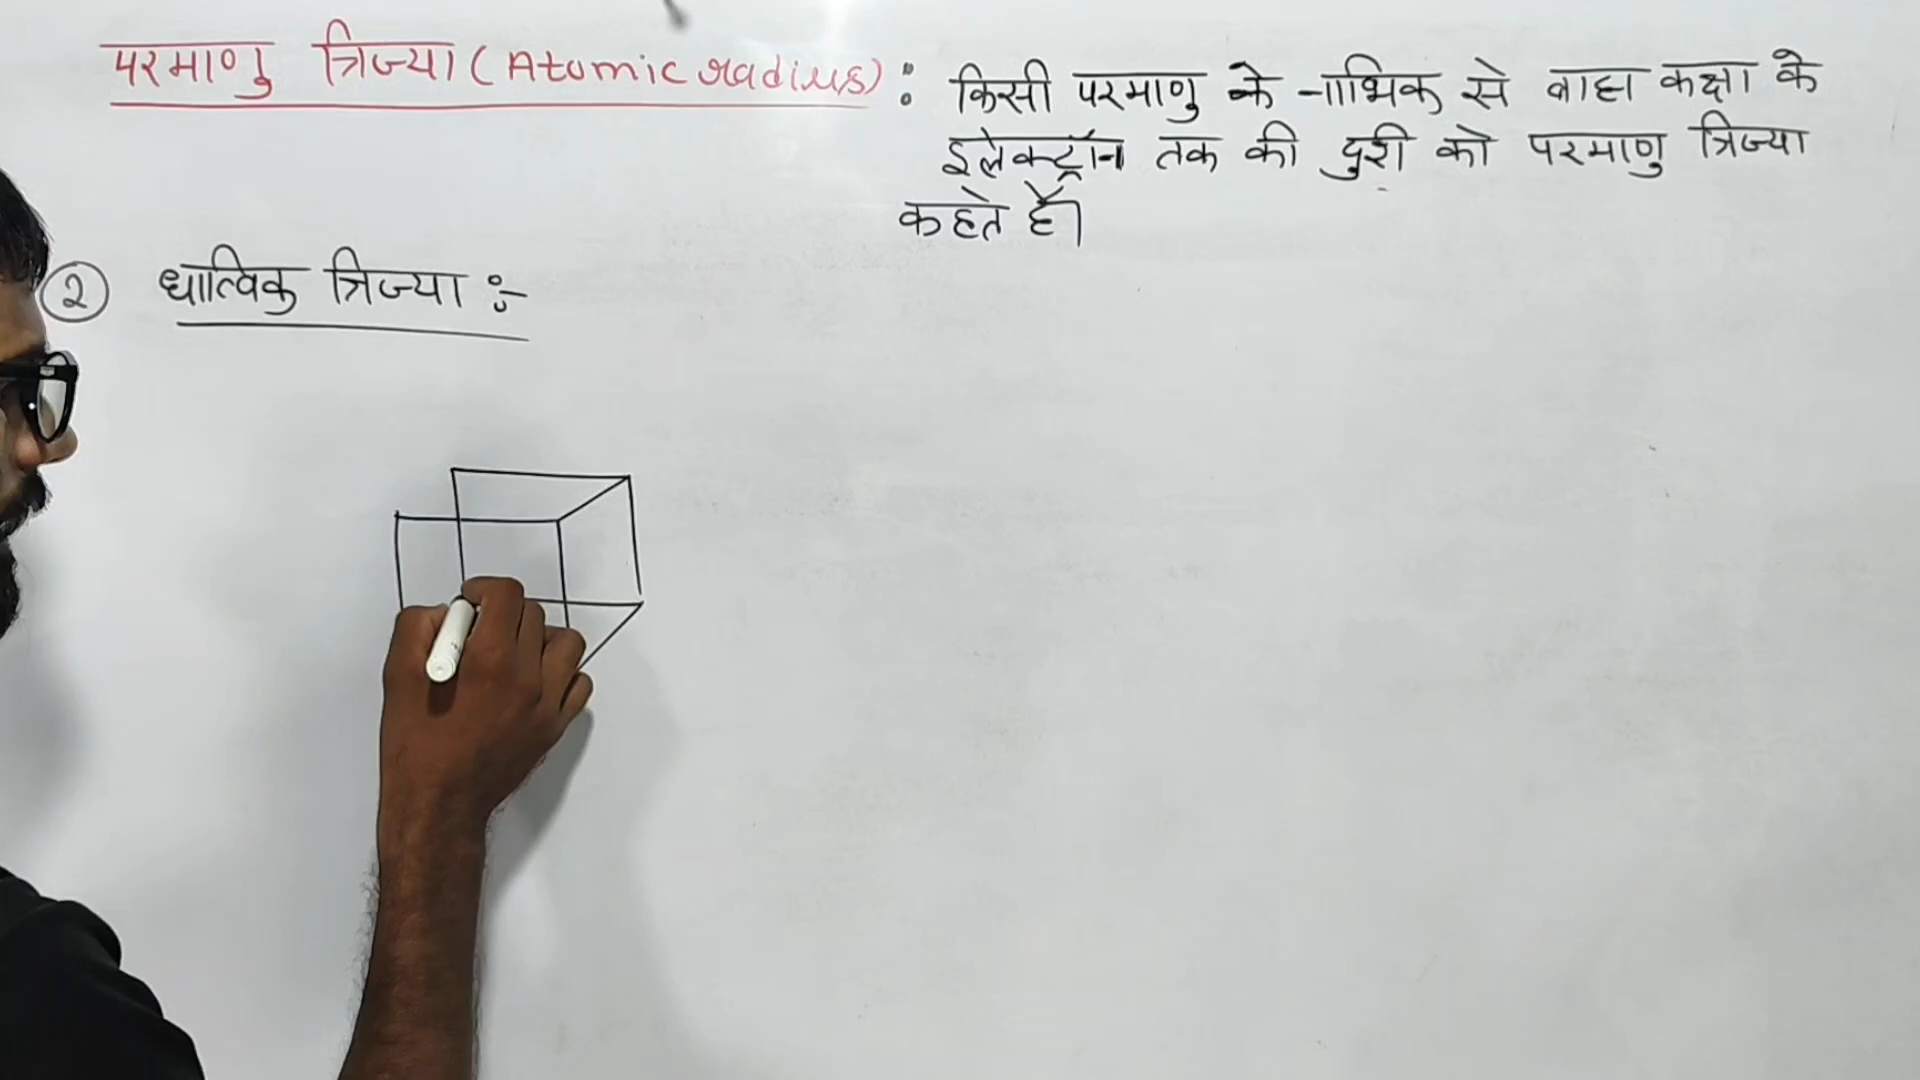 परमाणु त्रिज्या (Atomic radius) : किसी परमाणु के नाभिक से बाह्य कक्षा के
इलेक्ट्रॉन तक की दुरी को परमाणु त्रिज्या
कहते हैं।
② धात्विक त्रिज्या :-